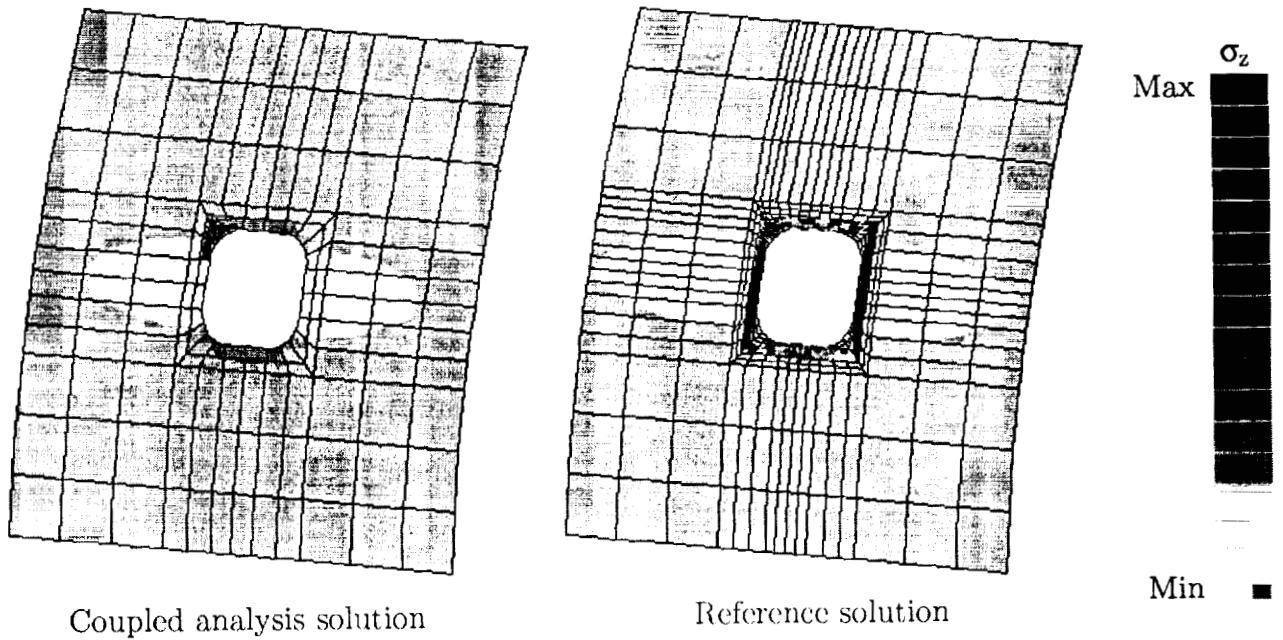 σz
Max
Min
Coupled analysis solution
Reference solution